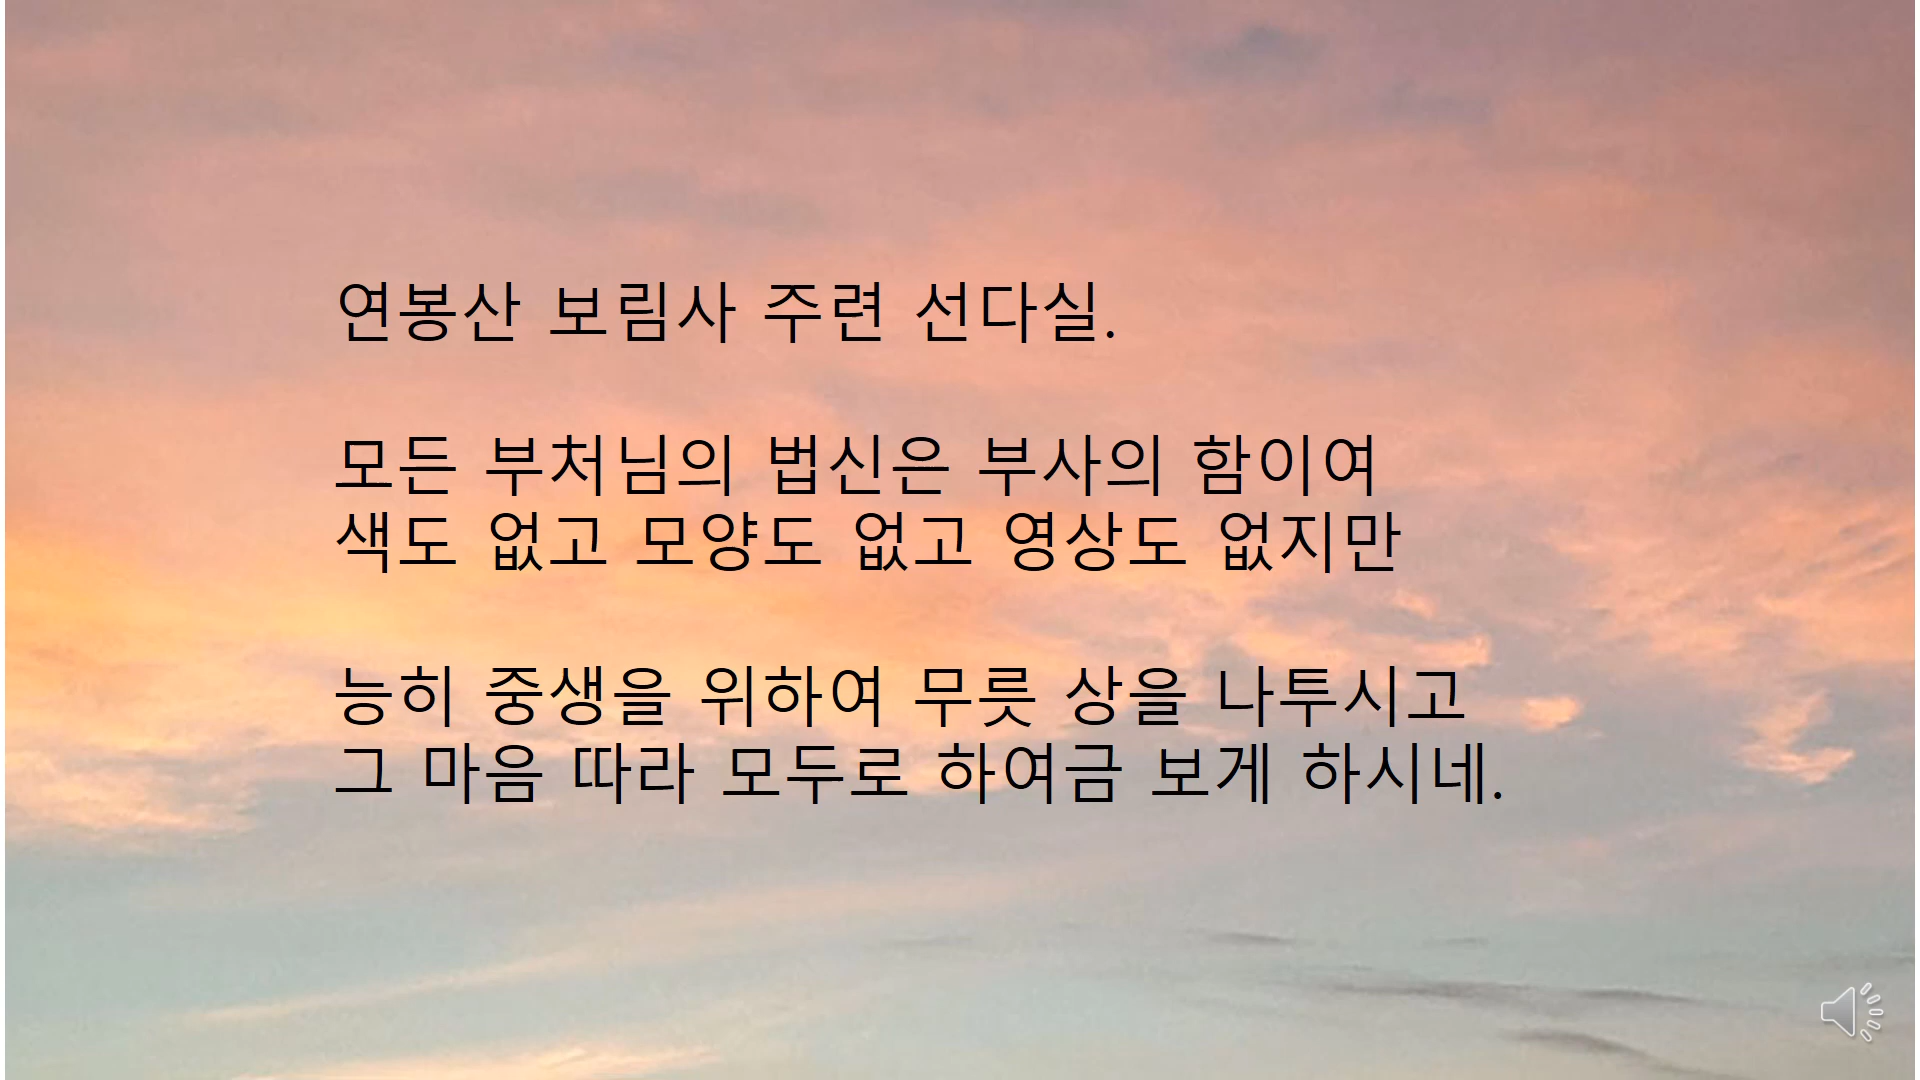 연봉산 보림사 주련 선다실.
모든 부처님의 법신은 부사의 함이여
색도 없고 모양도 없고 영상도 없지만
능히 중생을 위하여 무릇 상을 나투시고
그 마음 따라 모두로 하여금 보게 하시네.